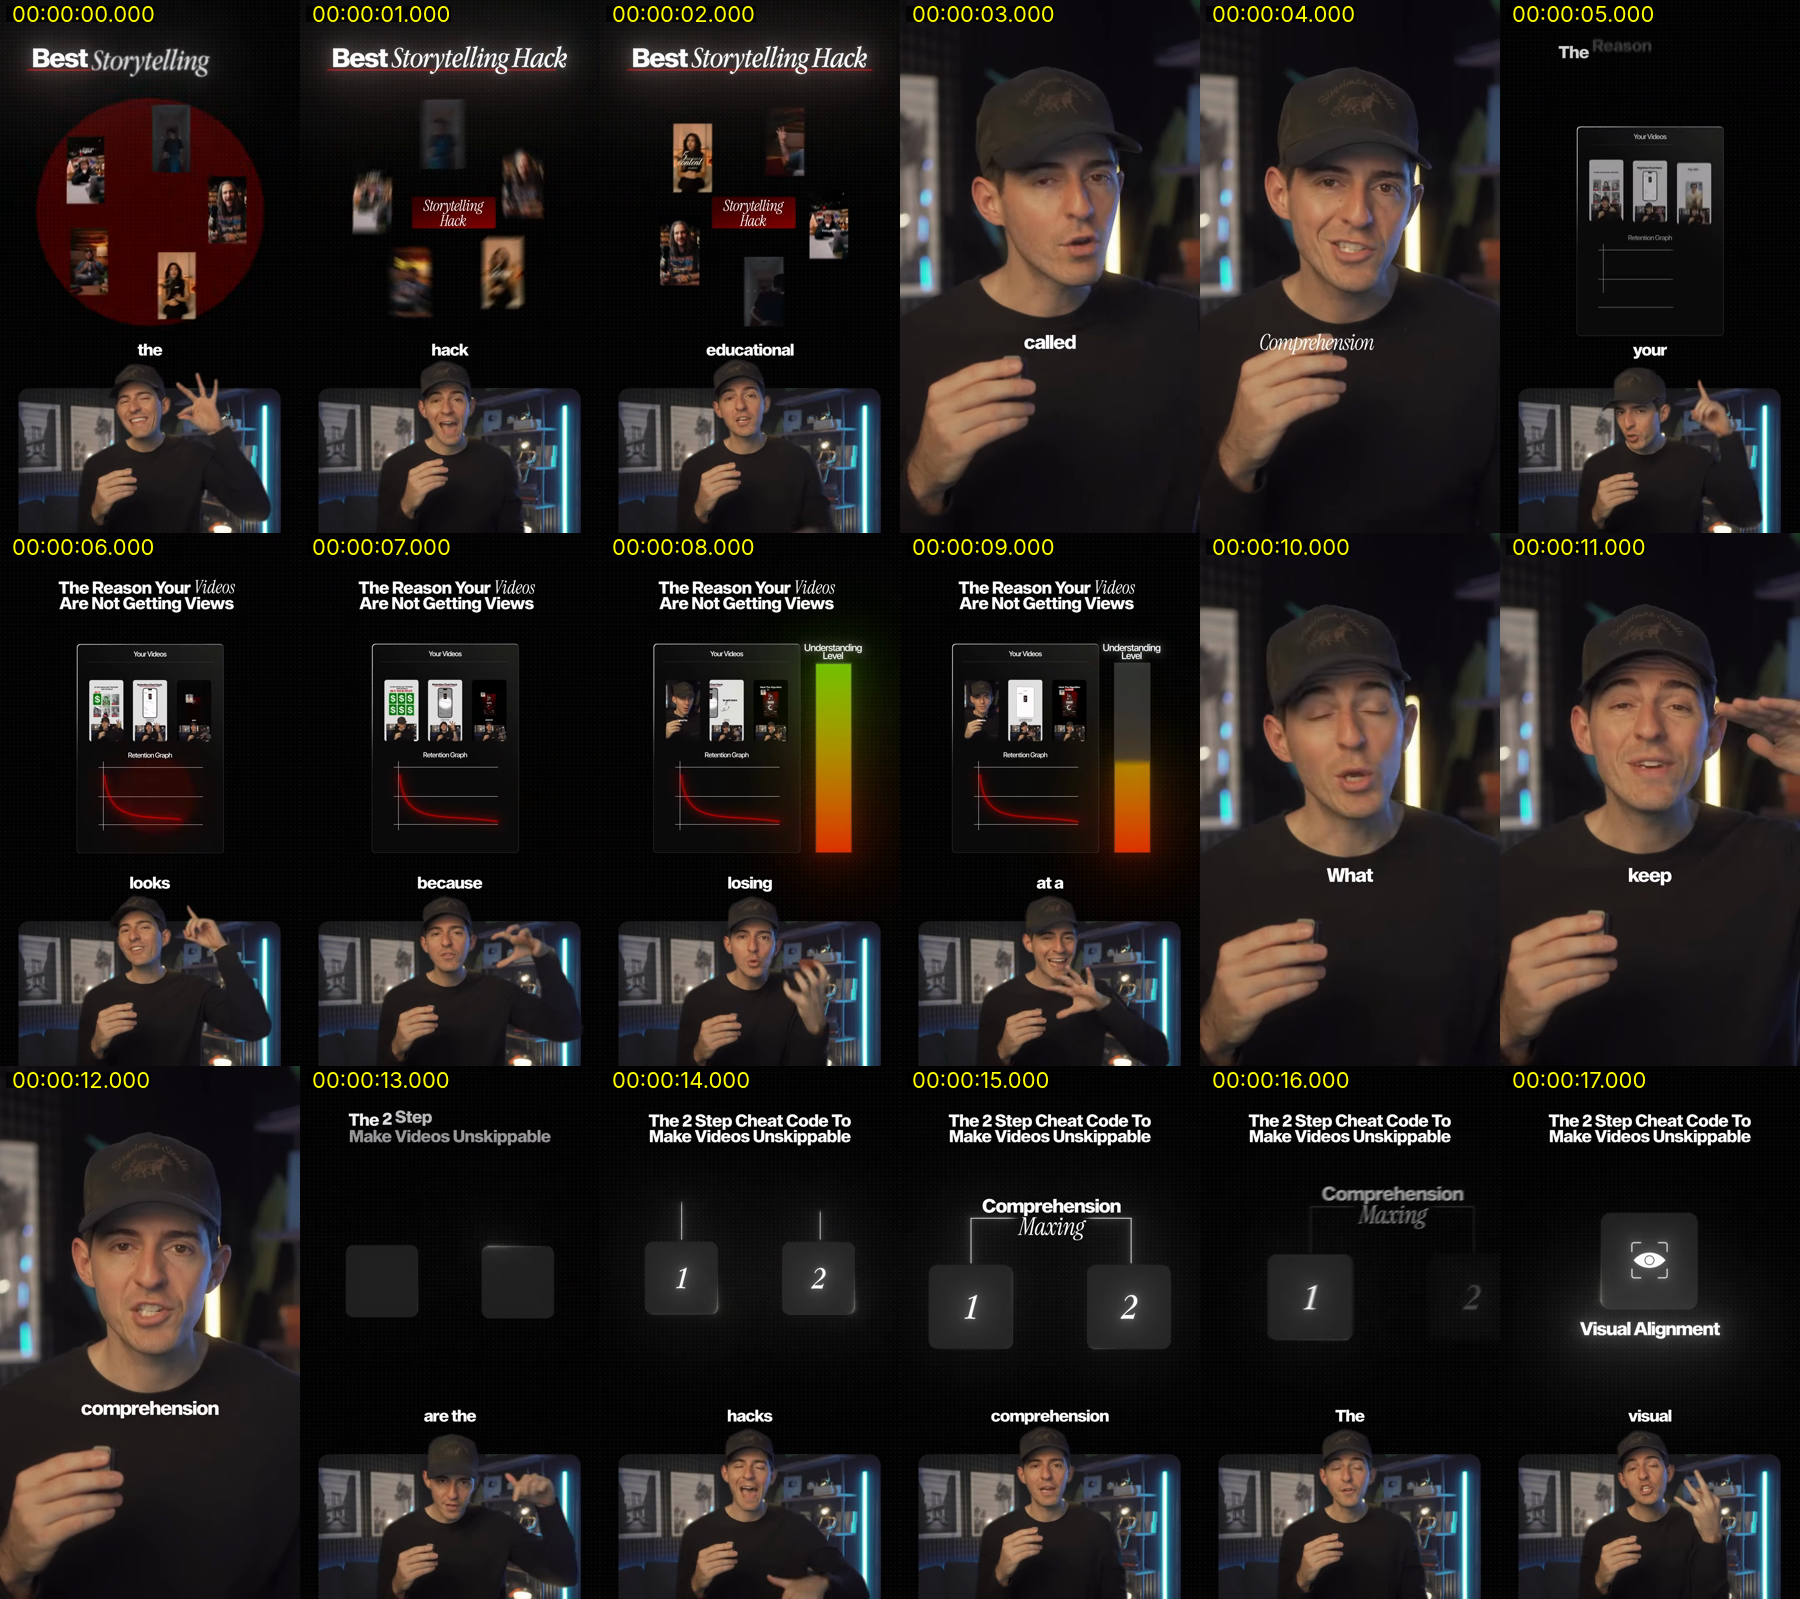 00:00:00.000
Best Storytelling
the
00:00:01.000
Best Storytelling Hack
Storytelling
Hack
hack
00:00:02.000
Best Storytelling Hack
Storytelling
Hack
educational
00:00:03.000
called
00:00:04.000
Comprehension
00:00:05.000
The Reason
Your Videos
Retention Graph
your
00:00:06.000
The Reason Your Videos
Are Not Getting Views
Your Videos
Retention Graph
looks
00:00:07.000
The Reason Your Videos
Are Not Getting Views
Your Videos
Retention Graph
because
00:00:08.000
The Reason Your Videos
Are Not Getting Views
Your Videos
Understanding
Level
Retention Graph
losing
00:00:09.000
The Reason Your Videos
Are Not Getting Views
Your Videos
Understanding
Level
Retention Graph
at a
00:00:10.000
What
00:00:11.000
keep
00:00:12.000
comprehension
00:00:13.000
The 2 Step
Make Videos Unskippable
are the
00:00:14.000
The 2 Step Cheat Code To
Make Videos Unskippable
1
2
hacks
00:00:15.000
The 2 Step Cheat Code To
Make Videos Unskippable
Comprehension
Maxing
1
2
comprehension
00:00:16.000
The 2 Step Cheat Code To
Make Videos Unskippable
Comprehension
Maxing
1
2
The
00:00:17.000
The 2 Step Cheat Code To
Make Videos Unskippable
Visual Alignment
visual